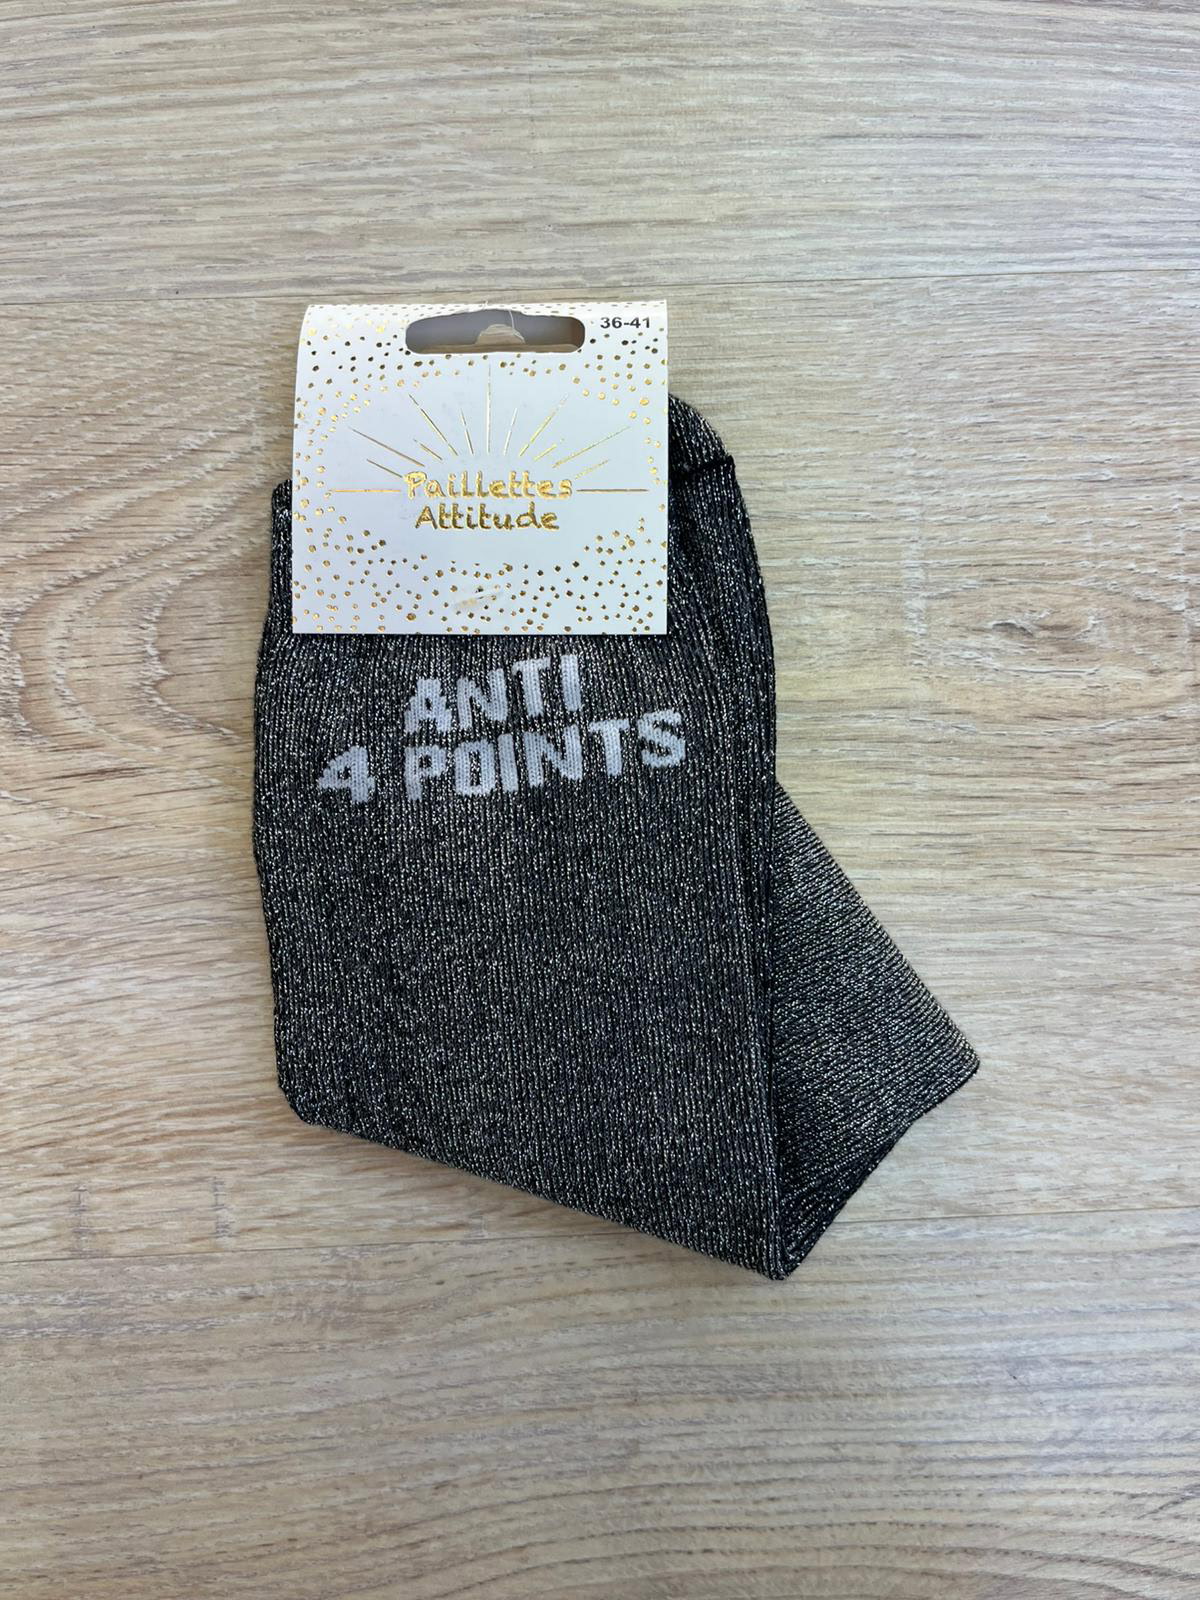 36-41
Paillettes
Attitude
ANTI
4 POINTS